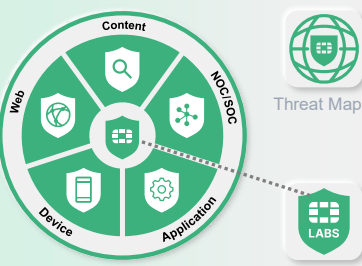 Content
Web
NOC/SOC
Threat Map
Device
Application
LABS